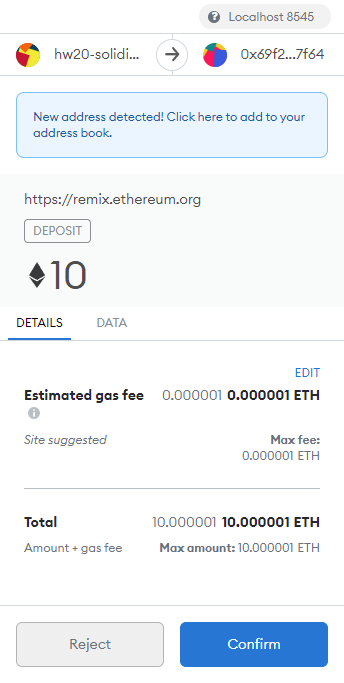 Localhost 8545
hw20-solidi... 0x69f2...7f64
New address detected! Click here to add to your
address book.
https://remix.ethereum.org
DEPOSIT
10
DETAILS DATA
EDIT
Estimated gas fee 0.000001 0.000001 ETH
Site suggested Max fee:
0.000001 ETH
Total 10.000001 10.000001 ETH
Amount + gas fee Max amount: 10.000001 ETH
Reject Confirm